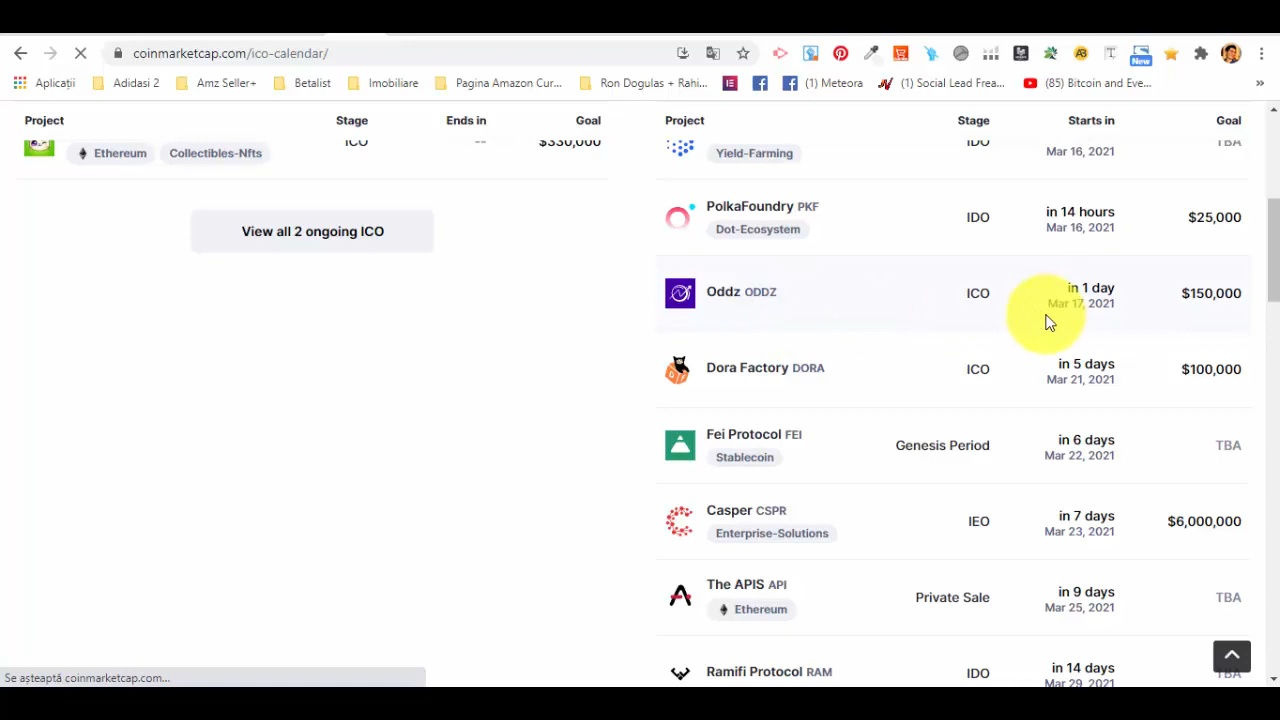 coinmarketcap.com/ico-calendar/
New
Aplicații
Adidasi 2
Amz Seller+
Betalist
Imobiliare
Pagina Amazon Cur...
Ron Dogulas + Rahi...
(1) Meteora
(1) Social Lead Frea...
(85) Bitcoin and Eve...
»
Project Stage Ends in Goal
ICO -- $330,000
Ethereum Collectibles-Nfts
View all 2 ongoing ICO
Project Stage Starts in Goal
IDO TBA
Yield-Farming Mar 16, 2021
PolkaFoundry PKF
Dot-Ecosystem
IDO
in 14 hours
Mar 16, 2021
$25,000
Oddz ODDZ
ICO
in 1 day
Mar 17, 2021
$150,000
Dora Factory DORA
ICO
in 5 days
Mar 21, 2021
$100,000
Fei Protocol FEI
Stablecoin
Genesis Period
in 6 days
Mar 22, 2021
TBA
Casper CSPR
Enterprise-Solutions
IEO
in 7 days
Mar 23, 2021
$6,000,000
The APIS API
Ethereum
Private Sale
in 9 days
Mar 25, 2021
TBA
Ramifi Protocol RAM
IDO
in 14 days
Mar 29, 2021
TBA
Se așteaptă coinmarketcap.com...